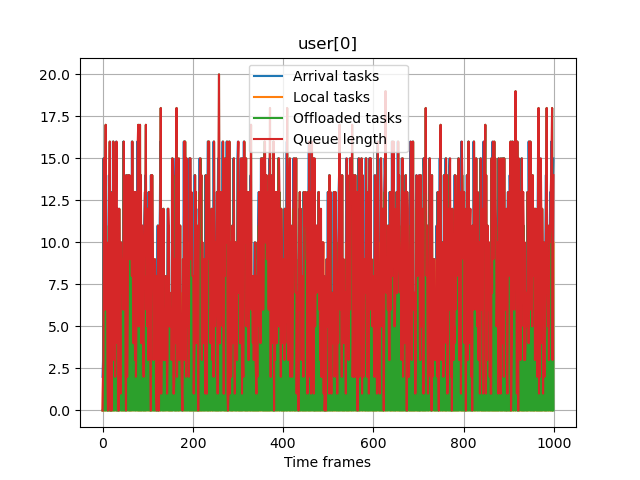 user[0]
20.0
17.5
15.0
12.5
10.0
7.5
5.0
2.5
0.0
Arrival tasks
Local tasks
Offloaded tasks
Queue length
0 200 400 600 800 1000
Time frames